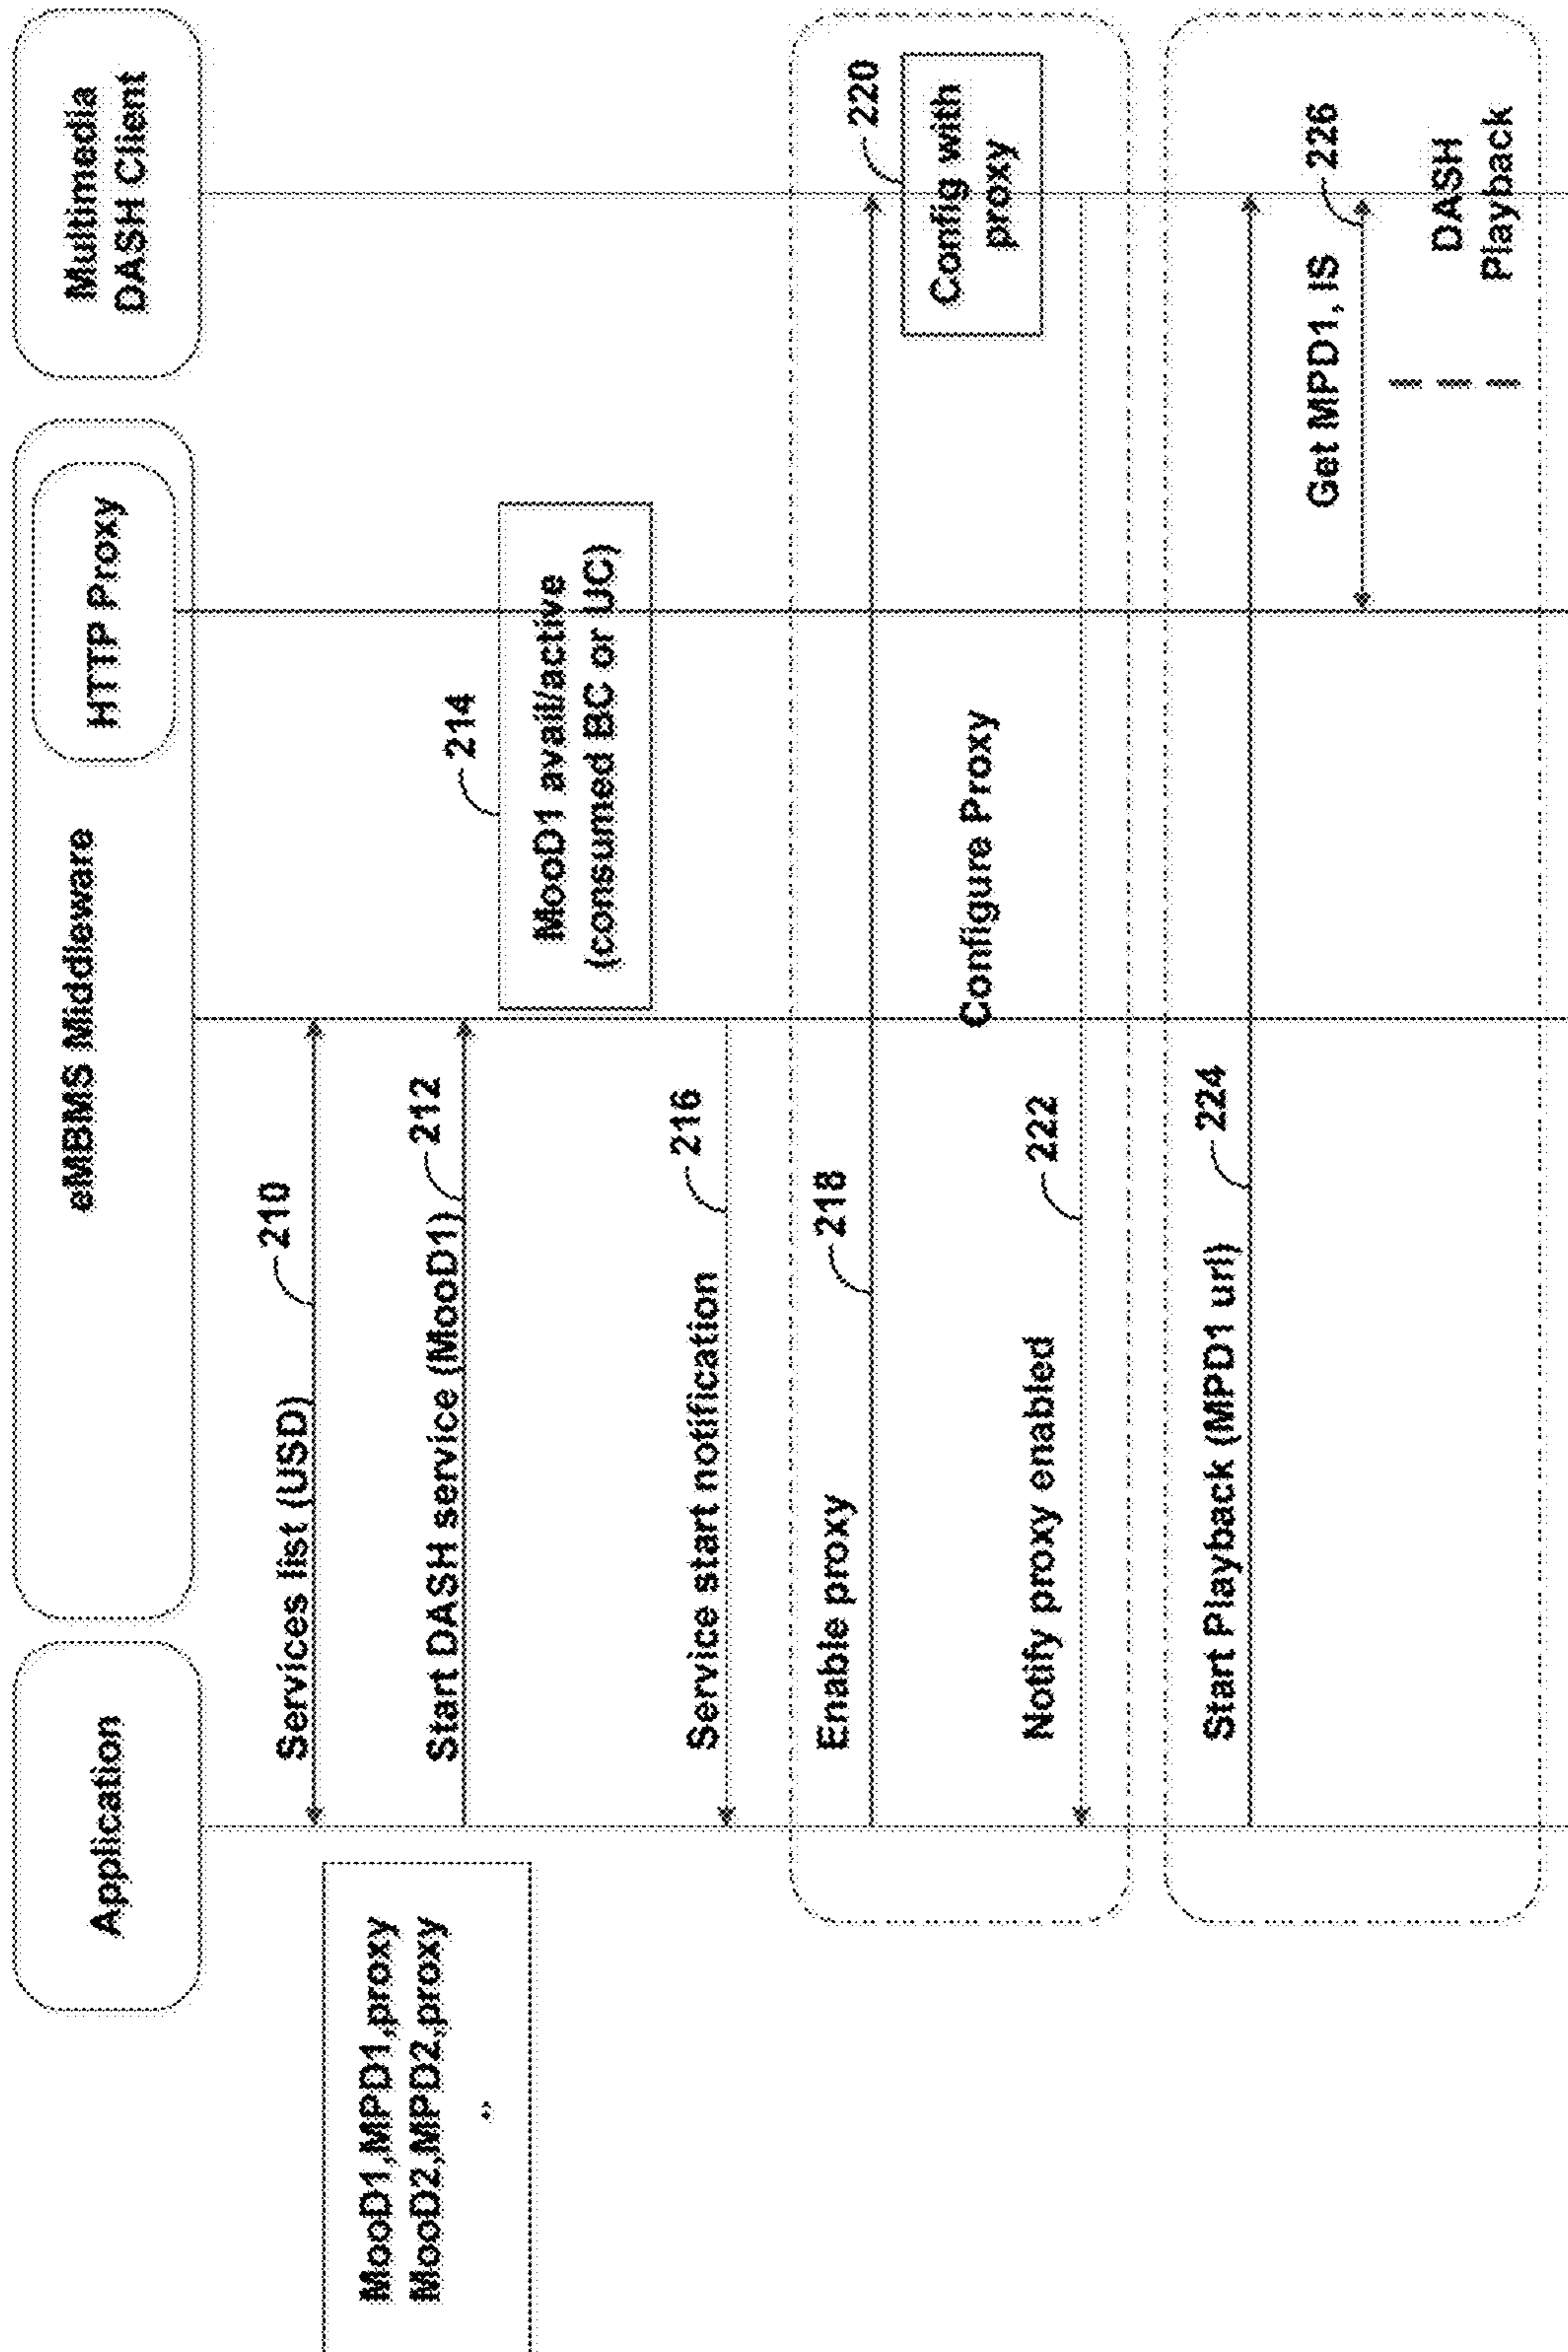 Application
eMBMS Middleware
HTTP Proxy
Multimedia
DASH Client
MooD1,MPD1,proxy
MooD2,MPD2,proxy
Services list (USD)
210
Start DASH service (MooD1)
212
214
MooD1 avail/active
(consumed BC or UC)
Service start notification
216
Enable proxy
218
220
Config with
proxy
Configure Proxy
Notify proxy enabled
222
Start Playback (MPD1 url)
224
Get MPD1, IS
226
DASH
Playback